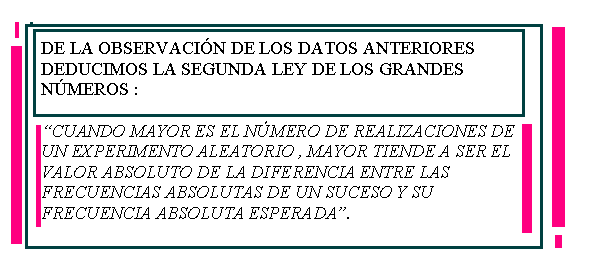 DE LA OBSERVACIÓN DE LOS DATOS ANTERIORES
DEDUCIMOS LA SEGUNDA LEY DE LOS GRANDES
NÚMEROS :
“CUANDO MAYOR ES EL NÚMERO DE REALIZACIONES DE
UN EXPERIMENTO ALEATORIO , MAYOR TIENDE A SER EL
VALOR ABSOLUTO DE LA DIFERENCIA ENTRE LAS
FRECUENCIAS ABSOLUTAS DE UN SUCESO Y SU
FRECUENCIA ABSOLUTA ESPERADA”.